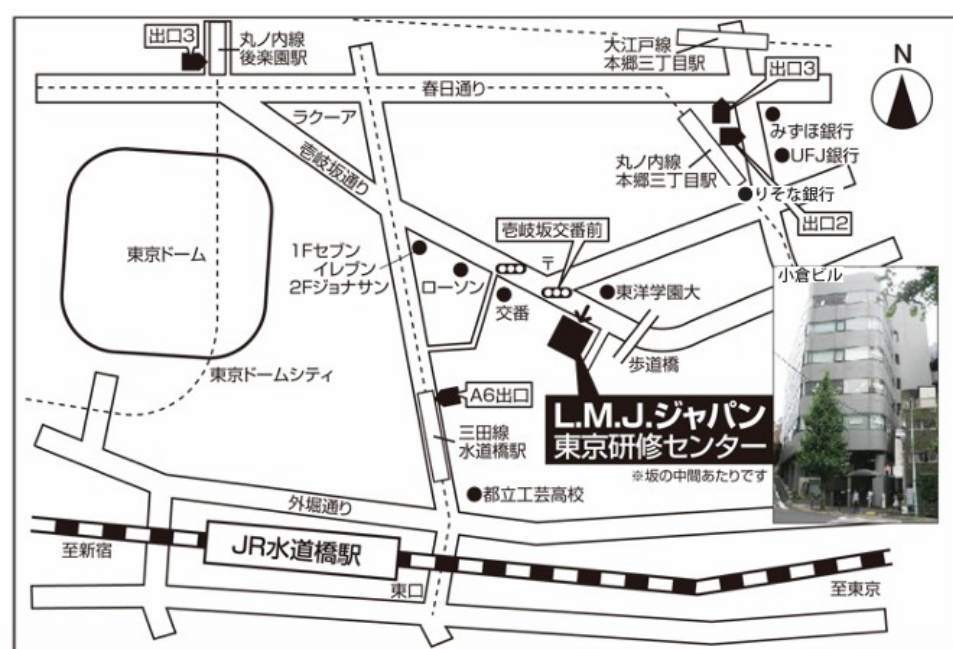 出口3
丸ノ内線
後楽園駅
大江戸線
本郷三丁目駅
N
出口3
春日通り
ラクーア
みずほ銀行
UFJ銀行
丸ノ内線
本郷三丁目駅
壱岐坂通り
りそな銀行
出口2
壱岐坂交番前
東京ドーム
1Fセブン
イレブン
2Fジョナサン
ローソン
〒
交番
東洋学園大
小倉ビル
歩道橋
東京ドームシティ
A6出口
L.M.J.ジャパン
東京研修センター
※坂の中間あたりです
三田線
水道橋駅
都立工芸高校
外堀通り
JR水道橋駅
至新宿
東口
至東京